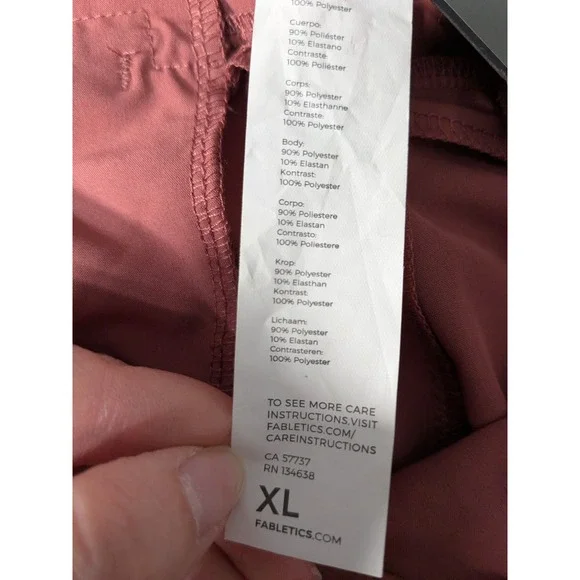 100% Polyester
Cuerpo:
90% Poliéster
10% Elastano
Contraste:
100% Poliéster
Corps:
90% Polyester
10% Elasthanne
Contraste:
100% Polyester
Body:
90% Polyester
10% Elastan
Kontrast:
100% Polyester
Corpo:
90% Poliestere
10% Elastan
Contrasto:
100% Poliestere
Krop:
90% Polyester
10% Elasthan
Kontrast:
100% Polyester
Lichaam:
90% Polyester
10% Elastan
Contrasteren:
100% Polyester
TO SEE MORE CARE
INSTRUCTIONS,VISIT
FABLETICS.COM/
CAREINSTRUCTIONS
CA 57737
RN 134638
XL
FABLETICS.COM